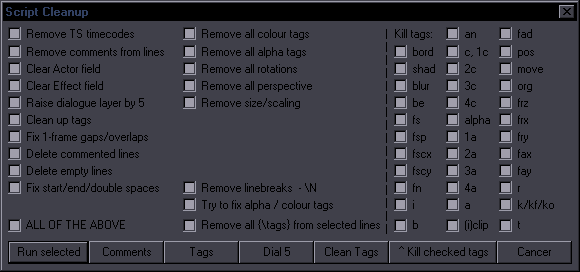 Script Cleanup
Remove TS timecodes
Remove comments from lines
Clear Actor field
Clear Effect field
Raise dialogue layer by 5
Clean up tags
Fix 1-frame gaps/overlaps
Delete commented lines
Delete empty lines
Fix start/end/double spaces
ALL OF THE ABOVE
Remove all colour tags
Remove all alpha tags
Remove all rotations
Remove all perspective
Remove size/scaling
Remove linebreaks - \N
Try to fix alpha / colour tags
Remove all {\tags} from selected lines
Kill tags:
bord
shad
blur
be
fs
fsp
fscx
fscy
fn
i
b
an
c, 1c
2c
3c
4c
alpha
1a
2a
3a
4a
a
(i)clip
fad
pos
move
org
frz
frx
fry
fax
fay
r
k/kf/ko
t
Run selected
Comments
Tags
Dial 5
Clean Tags
^ Kill checked tags
Cancer